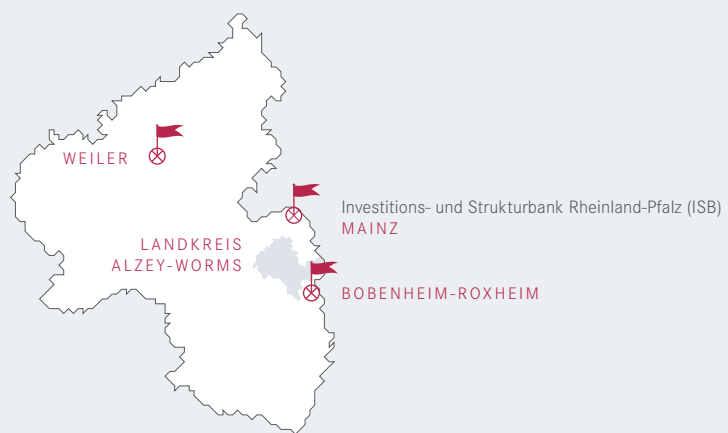 WEILER
Investitions- und Strukturbank Rheinland-Pfalz (ISB)
MAINZ
LANDKREIS
ALZEY-WORMS
BOBENHEIM-ROXHEIM